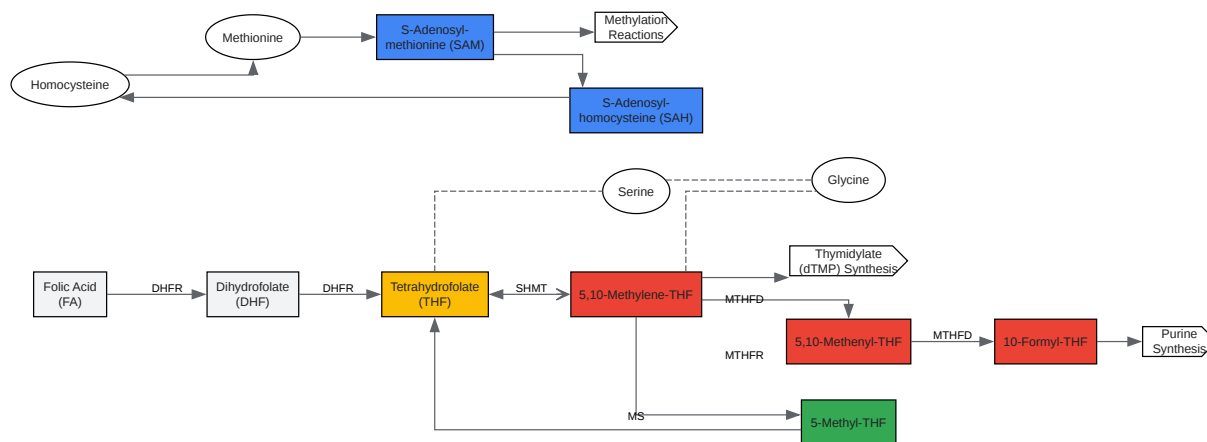 Methionine
S-Adenosyl-
methionine (SAM)
Methylation
Reactions
Homocysteine
S-Adenosyl-
homocysteine (SAH)
Serine
Glycine
Thymidylate
(dTMP) Synthesis
Folic Acid
(FA)
DHFR
Dihydrofolate
(DHF)
DHFR
Tetrahydrofolate
(THF)
SHMT
5,10-Methylene-THF
MTHFD
5,10-Methenyl-THF
MTHFD
10-Formyl-THF
Purine
Synthesis
MTHFR
MS
5-Methyl-THF